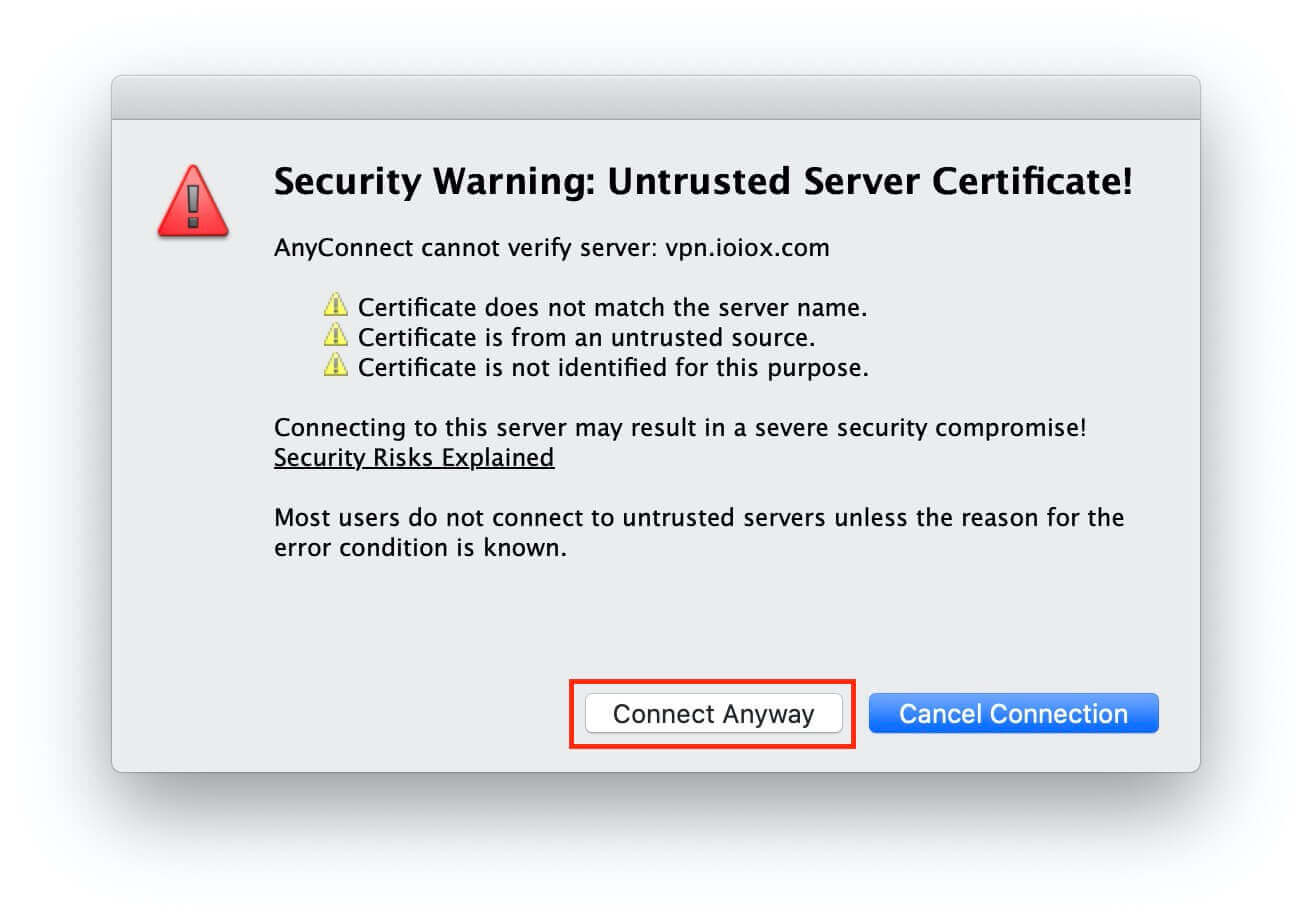 Security Warning: Untrusted Server Certificate!
AnyConnect cannot verify server: vpn.ioiox.com
Certificate does not match the server name.
Certificate is from an untrusted source.
Certificate is not identified for this purpose.
Connecting to this server may result in a severe security compromise!
Security Risks Explained
Most users do not connect to untrusted servers unless the reason for the
error condition is known.
Connect Anyway Cancel Connection